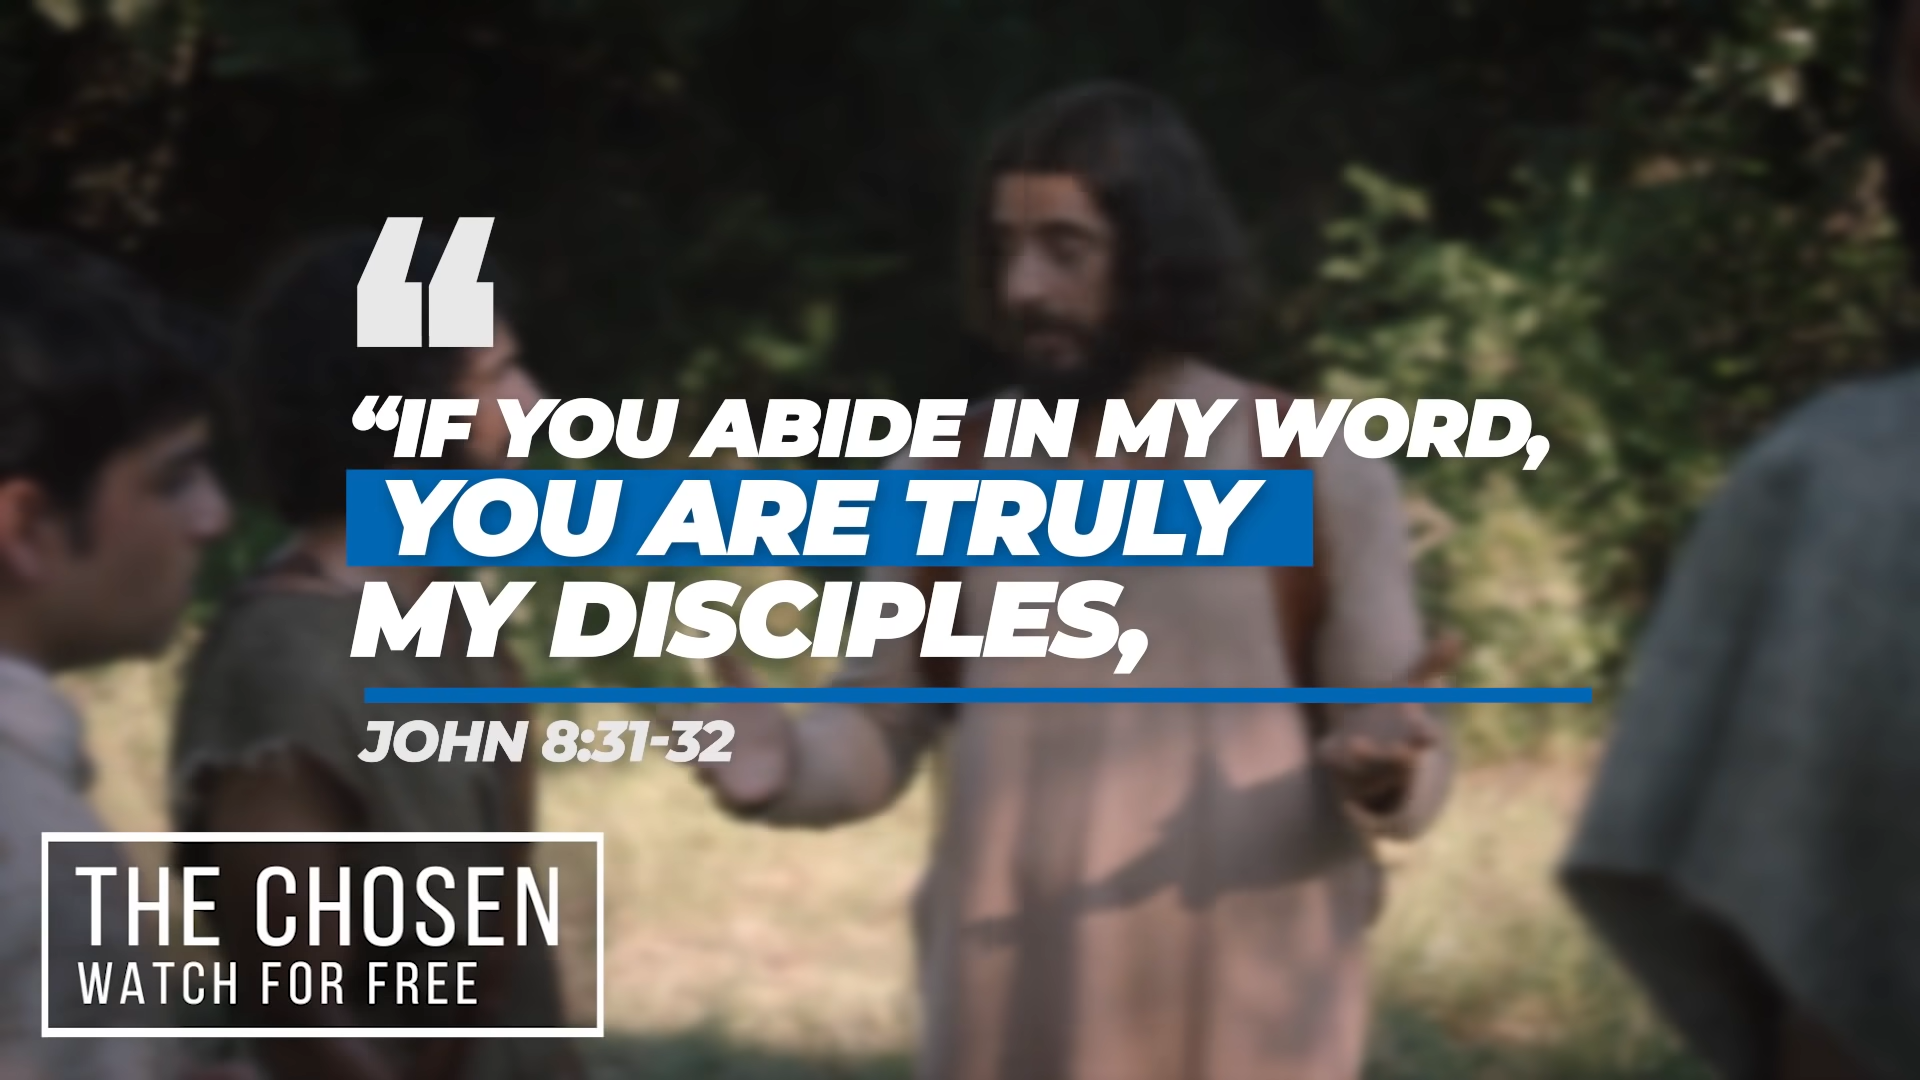 “
“IF YOU ABIDE IN MY WORD,
YOU ARE TRULY
MY DISCIPLES,
JOHN 8:31-32
THE CHOSEN
WATCH FOR FREE